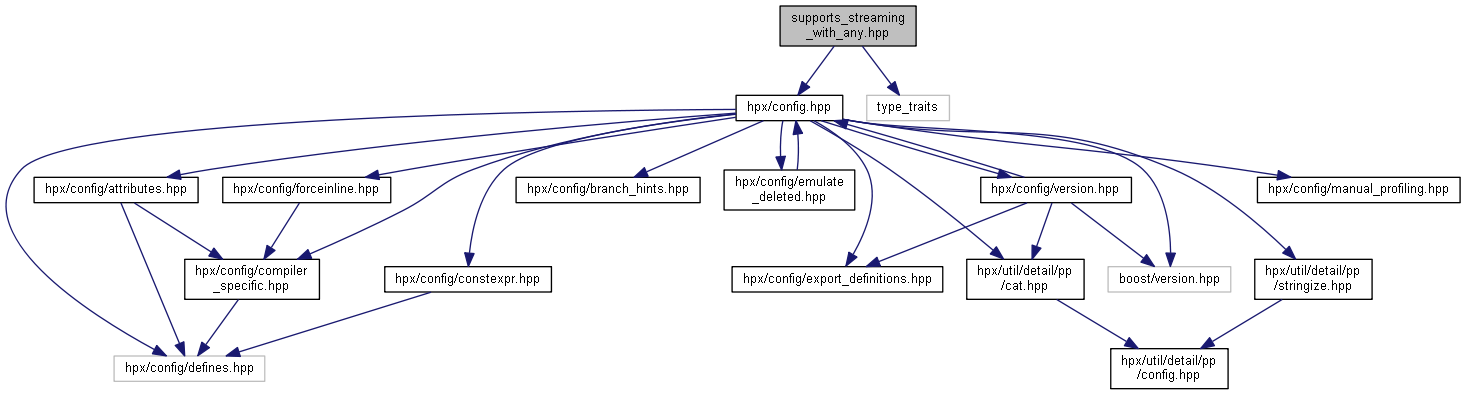 supports_streaming
_with_any.hpp
hpx/config.hpp
type_traits
hpx/config/attributes.hpp
hpx/config/forceinline.hpp
hpx/config/branch_hints.hpp
hpx/config/emulate
_deleted.hpp
hpx/config/version.hpp
hpx/config/manual_profiling.hpp
hpx/config/compiler
_specific.hpp
hpx/config/constexpr.hpp
hpx/config/export_definitions.hpp
hpx/util/detail/pp
/cat.hpp
boost/version.hpp
hpx/util/detail/pp
/stringize.hpp
hpx/config/defines.hpp
hpx/util/detail/pp
/config.hpp